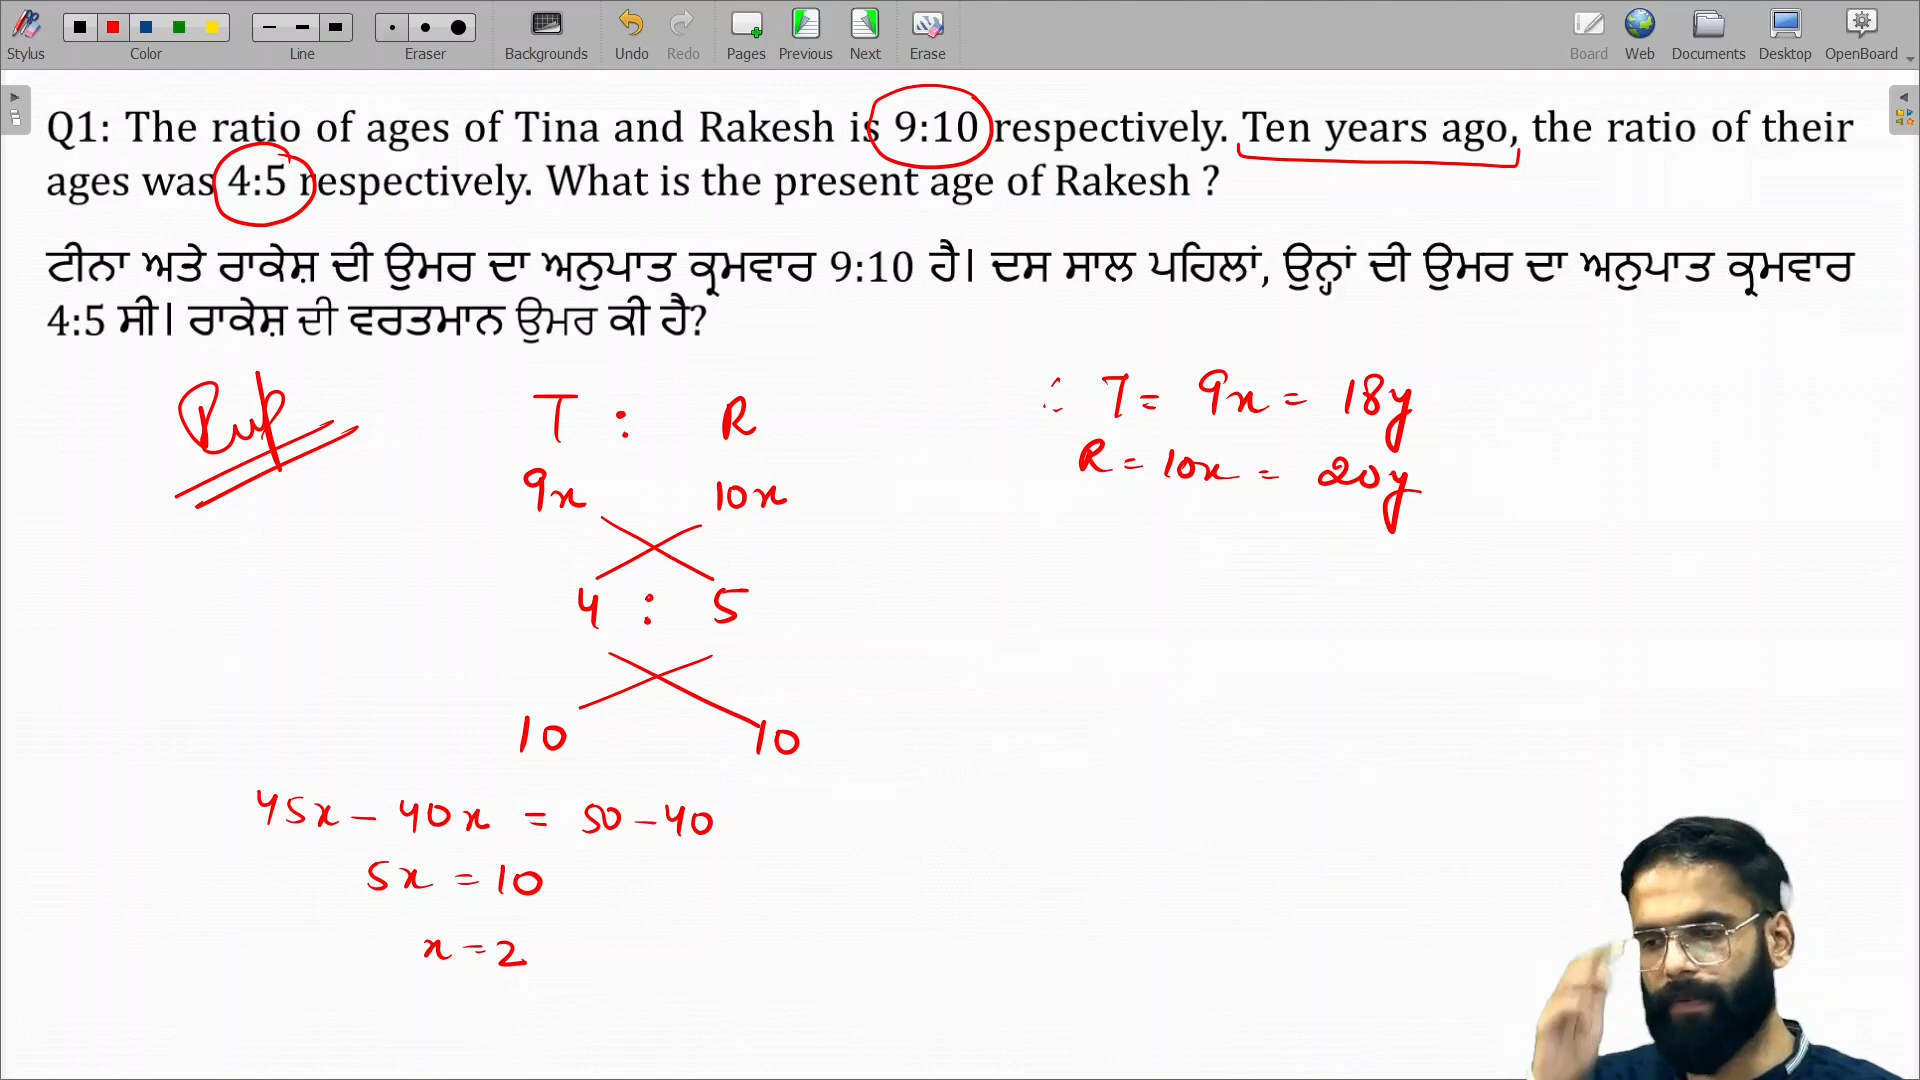 Stylus Color Line Eraser Backgrounds Undo Redo Pages Previous Next Erase Board Web Documents Desktop OpenBoard
Q1: The ratio of ages of Tina and Rakesh is 9:10 respectively. Ten years ago, the ratio of their
ages was 4:5 respectively. What is the present age of Rakesh ?
ਟੀਨਾ ਅਤੇ ਰਾਕੇਸ਼ ਦੀ ਉਮਰ ਦਾ ਅਨੁਪਾਤ ਕ੍ਰਮਵਾਰ 9:10 ਹੈ। ਦਸ ਸਾਲ ਪਹਿਲਾਂ, ਉਨ੍ਹਾਂ ਦੀ ਉਮਰ ਦਾ ਅਨੁਪਾਤ ਕ੍ਰਮਵਾਰ
4:5 ਸੀ। ਰਾਕੇਸ਼ ਦੀ ਵਰਤਮਾਨ ਉਮਰ ਕੀ ਹੈ?
T : R
9x 10x
4 : 5
10 10
45x - 40x = 50 - 40
5x = 10
x = 2
∴ T = 9x = 18y
R = 10x = 20y